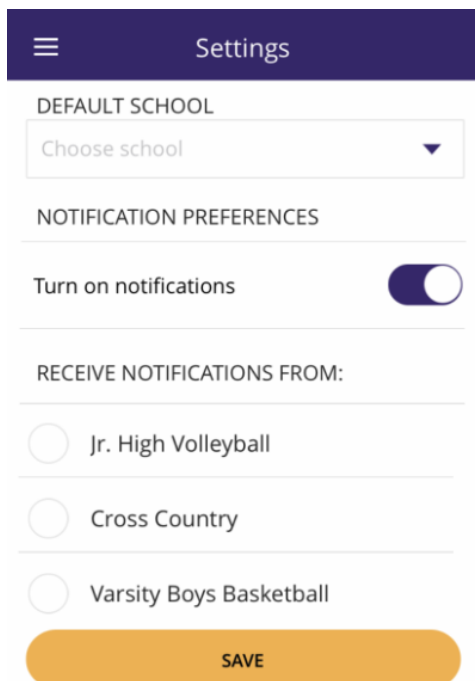 Settings
DEFAULT SCHOOL
Choose school
NOTIFICATION PREFERENCES
Turn on notifications
RECEIVE NOTIFICATIONS FROM:
Jr. High Volleyball
Cross Country
Varsity Boys Basketball
SAVE